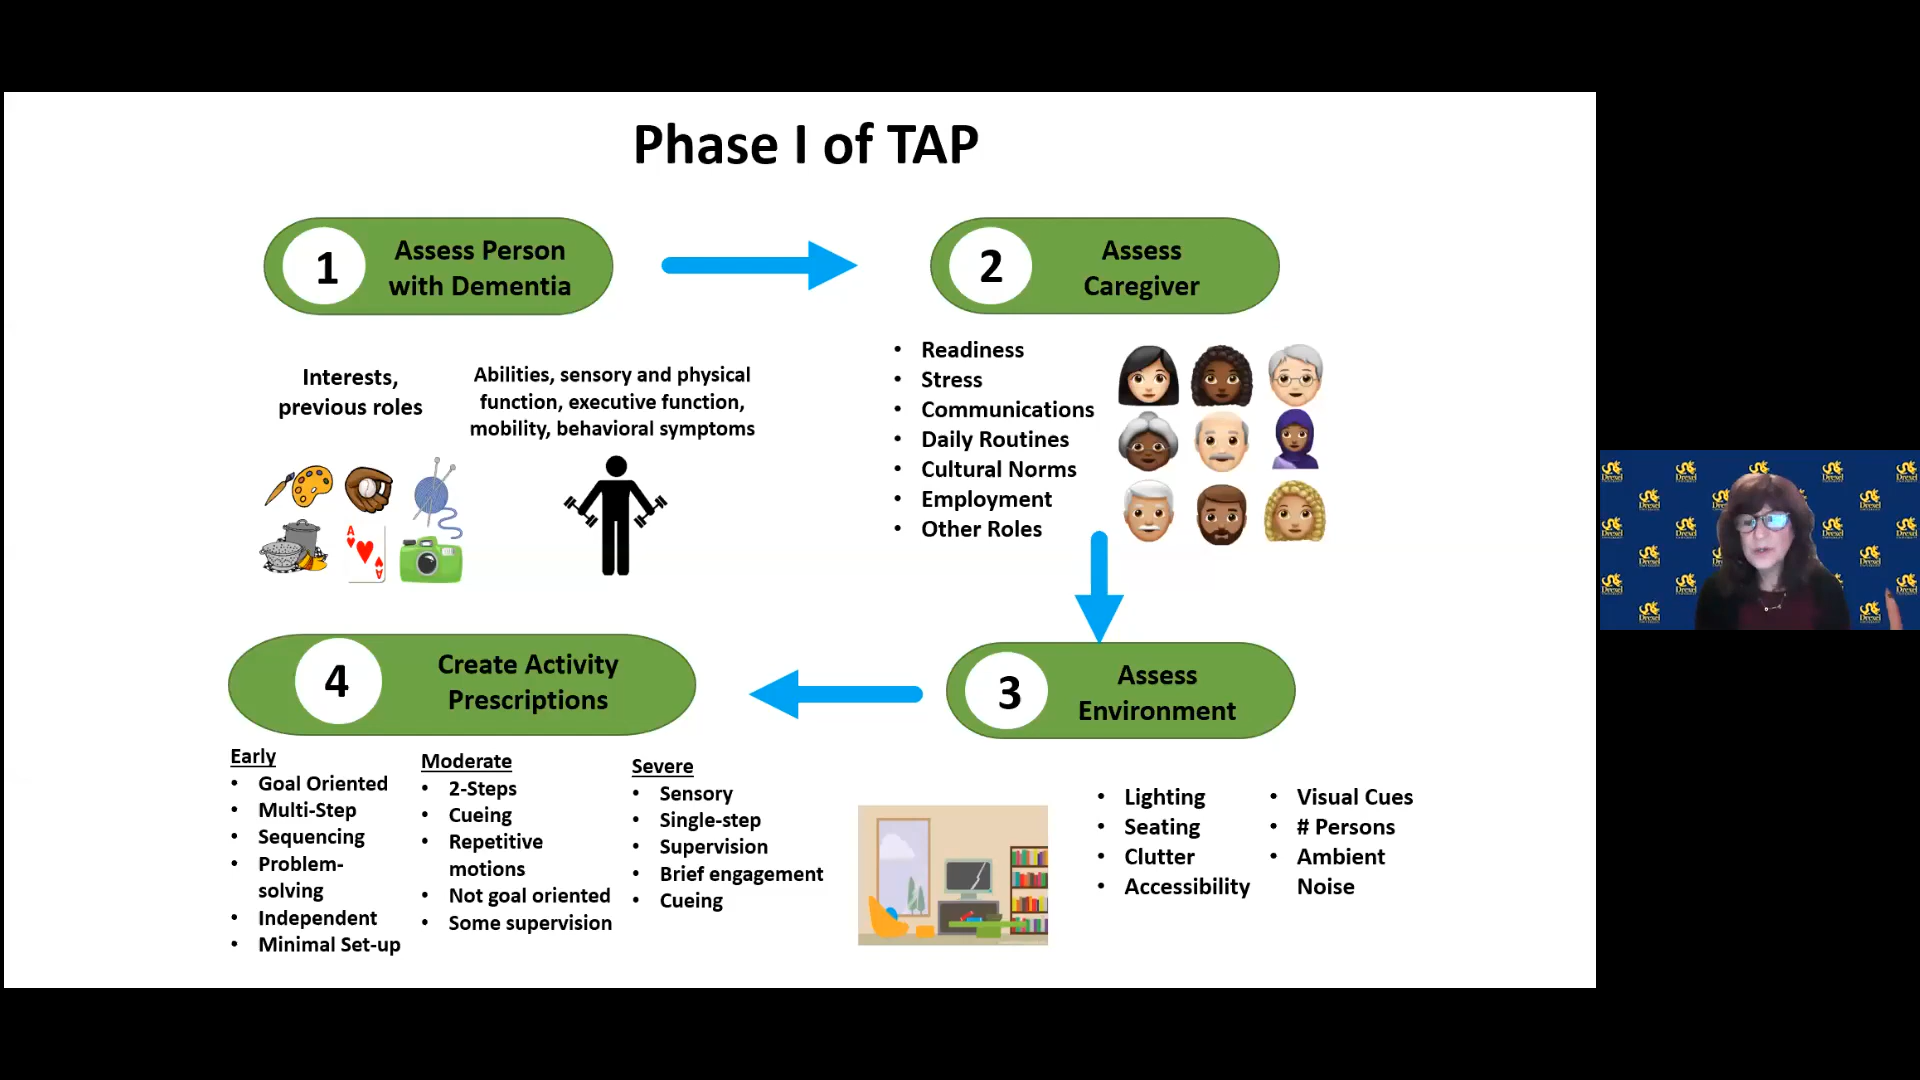 Phase I of TAP
1
Assess Person
with Dementia
2
Assess
Caregiver
Interests,
previous roles
Abilities, sensory and physical
function, executive function,
mobility, behavioral symptoms
A
A
• Readiness
• Stress
• Communications
• Daily Routines
• Cultural Norms
• Employment
• Other Roles
3
Assess
Environment
• Lighting
• Seating
• Clutter
• Accessibility
• Visual Cues
• # Persons
• Ambient
Noise
4
Create Activity
Prescriptions
Early
• Goal Oriented
• Multi-Step
• Sequencing
• Problem-
solving
• Independent
• Minimal Set-up
Moderate
• 2-Steps
• Cueing
• Repetitive
motions
• Not goal oriented
• Some supervision
Severe
• Sensory
• Single-step
• Supervision
• Brief engagement
• Cueing
Drexel